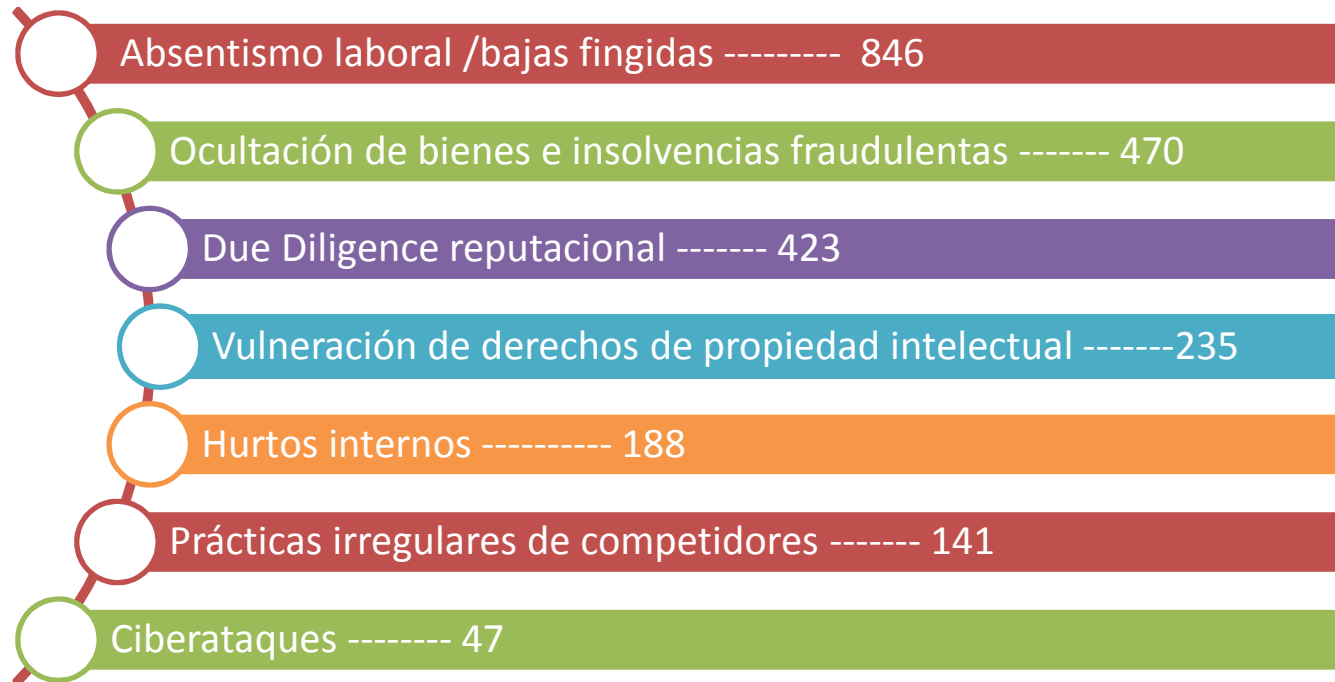 Absentismo laboral /bajas fingidas --------- 846
Ocultación de bienes e insolvencias fraudulentas ------- 470
Due Diligence reputacional ------- 423
Vulneración de derechos de propiedad intelectual -------235
Hurtos internos ---------- 188
Prácticas irregulares de competidores ------- 141
Ciberataques -------- 47